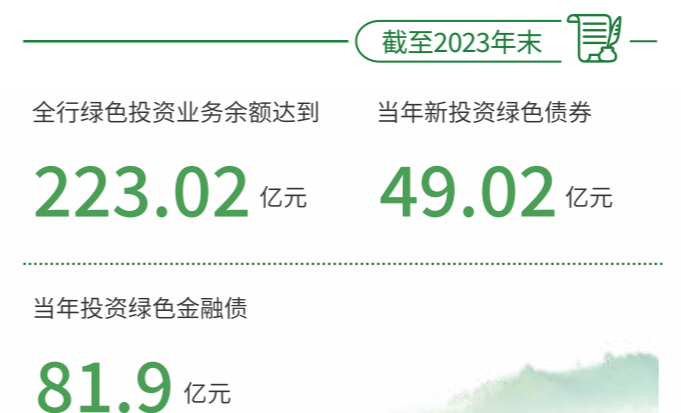 截至2023年末
全行绿色投资业务余额达到
223.02 亿元
当年新投资绿色债券
49.02 亿元
当年投资绿色金融债
81.9 亿元